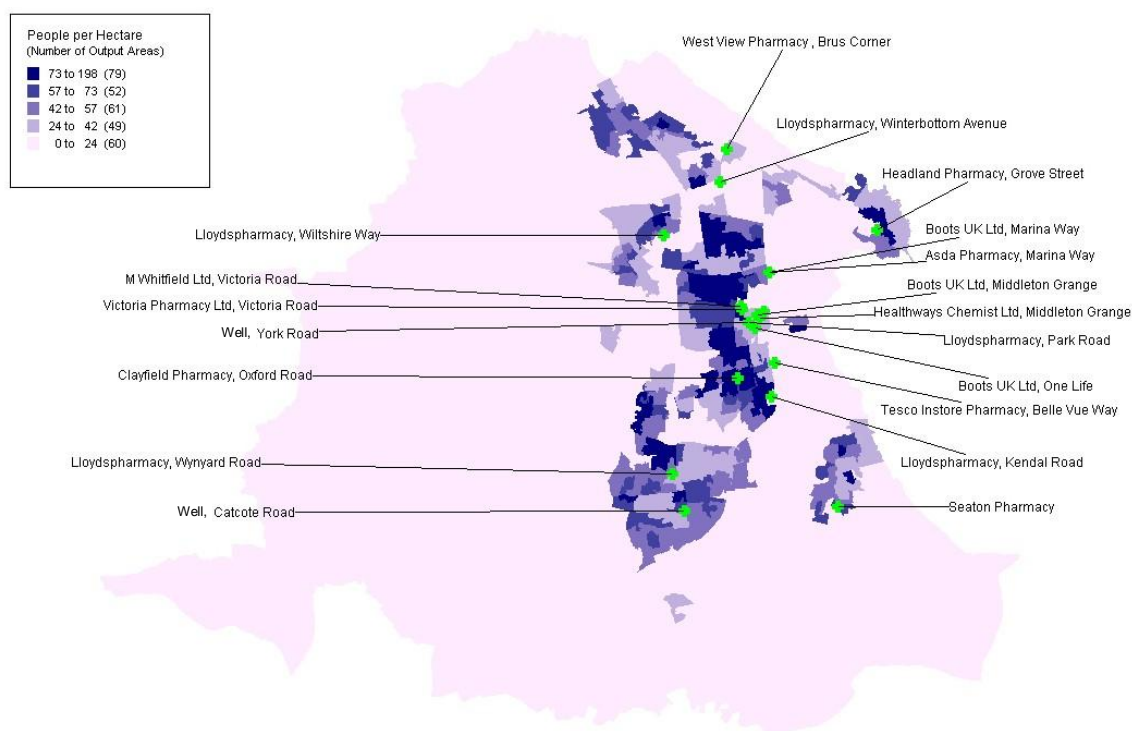 People per Hectare
(Number of Output Areas)
73 to 198 (79)
57 to 73 (52)
42 to 57 (61)
24 to 42 (49)
0 to 24 (60)
West View Pharmacy , Brus Corner
Lloydspharmacy, Winterbottom Avenue
Headland Pharmacy, Grove Street
Lloydspharmacy, Wiltshire Way
Boots UK Ltd, Marina Way
Asda Pharmacy, Marina Way
M Whitfield Ltd, Victoria Road
Boots UK Ltd, Middleton Grange
Victoria Pharmacy Ltd, Victoria Road
Healthways Chemist Ltd, Middleton Grange
Well, York Road
Lloydspharmacy, Park Road
Clayfield Pharmacy, Oxford Road
Boots UK Ltd, One Life
Tesco Instore Pharmacy, Belle Vue Way
Lloydspharmacy, Wynyard Road
Lloydspharmacy, Kendal Road
Well, Catcote Road
Seaton Pharmacy